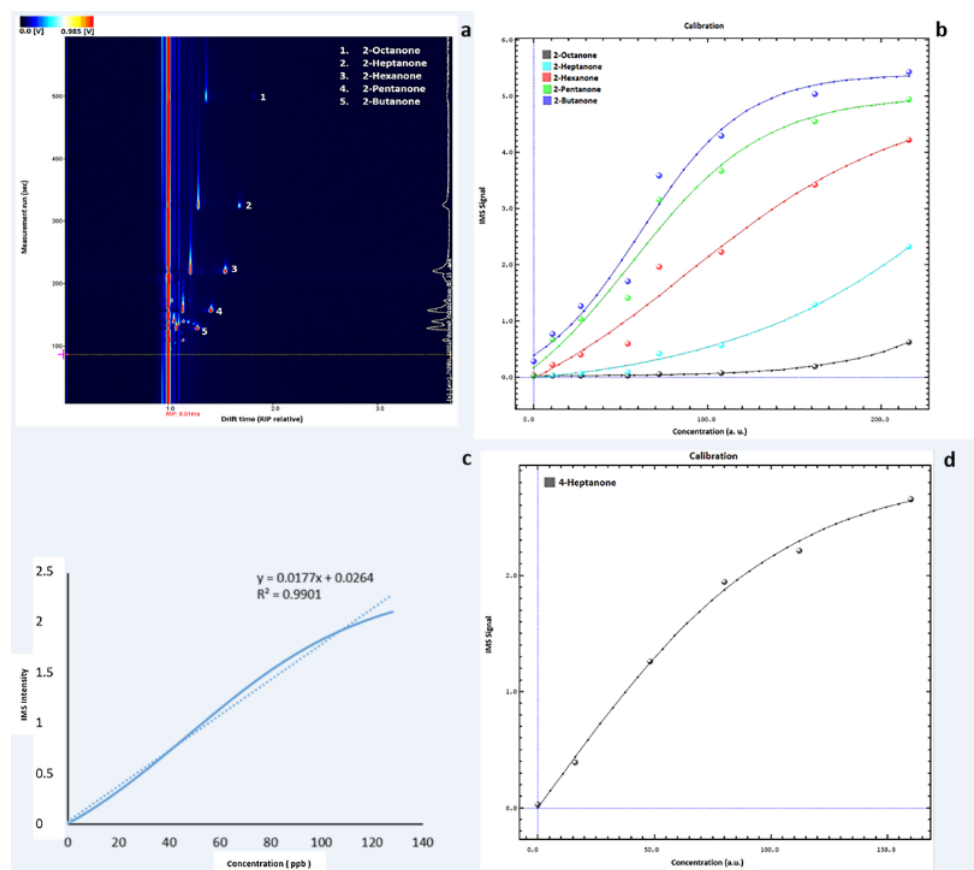 a
0.0 [V]
0.985 [V]
1. 2-Octanone
2. 2-Heptanone
3. 2-Hexanone
4. 2-Pentanone
5. 2-Butanone
1
2
3
4
5
500
400
300
200
100
Measurement run (sec)
1.0
2.0
3.0
RIP: 0.01ms
Drift time (RIP relative)
b
Calibration
2-Octanone
2-Heptanone
2-Hexanone
2-Pentanone
2-Butanone
6.0
5.0
4.0
3.0
2.0
1.0
0.0
IMS Signal
0.0
100.0
200.0
Concentration (a. u.)
c
y = 0.0177x + 0.0264
R² = 0.9901
2.5
2
1.5
1
0.5
0
IMS intensity
0
20
40
60
80
100
120
140
Concentration ( ppb )
d
Calibration
4-Heptanone
2.0
1.0
0.0
IMS Signal
0.0
50.0
100.0
150.0
Concentration (a.u.)